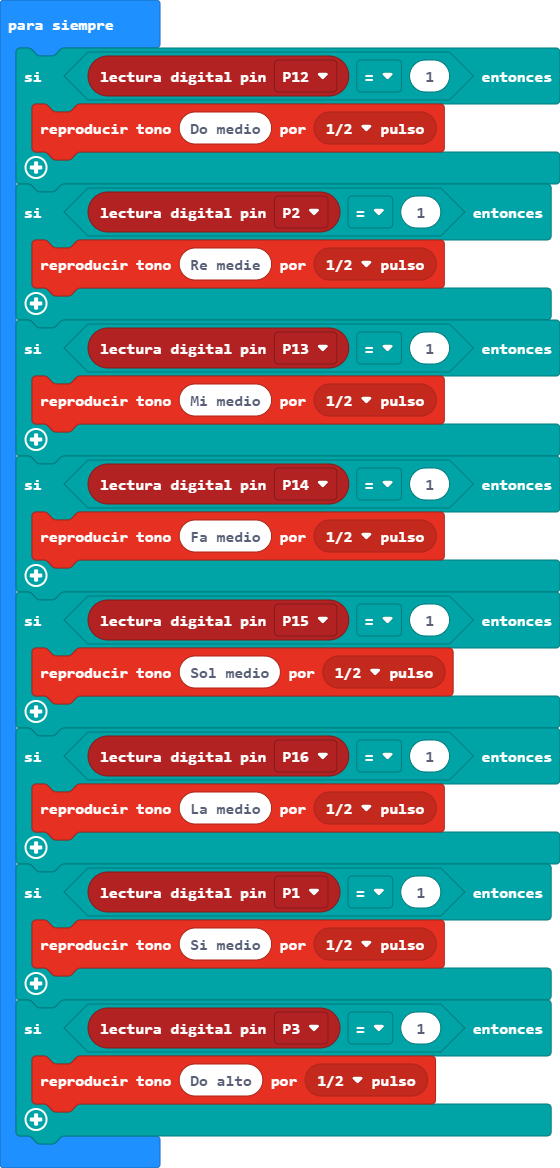 para siempre
si lectura digital pin P12 = 1 entonces
reproducir tono Do medio por 1/2 pulso
si lectura digital pin P2 = 1 entonces
reproducir tono Re medie por 1/2 pulso
si lectura digital pin P13 = 1 entonces
reproducir tono Mi medio por 1/2 pulso
si lectura digital pin P14 = 1 entonces
reproducir tono Fa medio por 1/2 pulso
si lectura digital pin P15 = 1 entonces
reproducir tono Sol medio por 1/2 pulso
si lectura digital pin P16 = 1 entonces
reproducir tono La medio por 1/2 pulso
si lectura digital pin P1 = 1 entonces
reproducir tono Si medio por 1/2 pulso
si lectura digital pin P3 = 1 entonces
reproducir tono Do alto por 1/2 pulso